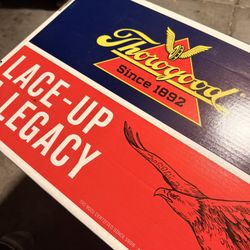 Thorogood
Since 1892
LACE-UP
LEGACY